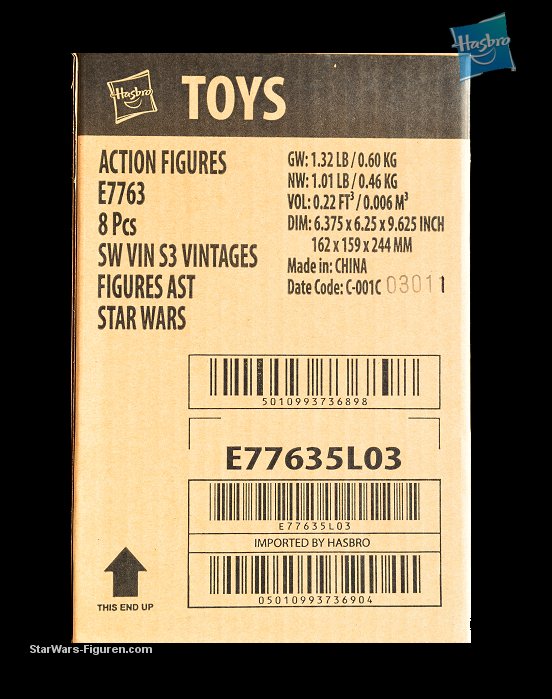 Hasbro
Hasbro
TOYS
ACTION FIGURES
E7763
8 Pcs
SW VIN S3 VINTAGES
FIGURES AST
STAR WARS
GW: 1.32 LB / 0.60 KG
NW: 1.01 LB / 0.46 KG
VOL: 0.22 FT³ / 0.006 M³
DIM: 6.375 x 6.25 x 9.625 INCH
162 x 159 x 244 MM
Made in: CHINA
Date Code: C-001C 03011
5010993736898
E77635L03
E77635L03
IMPORTED BY HASBRO
05010993736904
THIS END UP
StarWars-Figuren.com